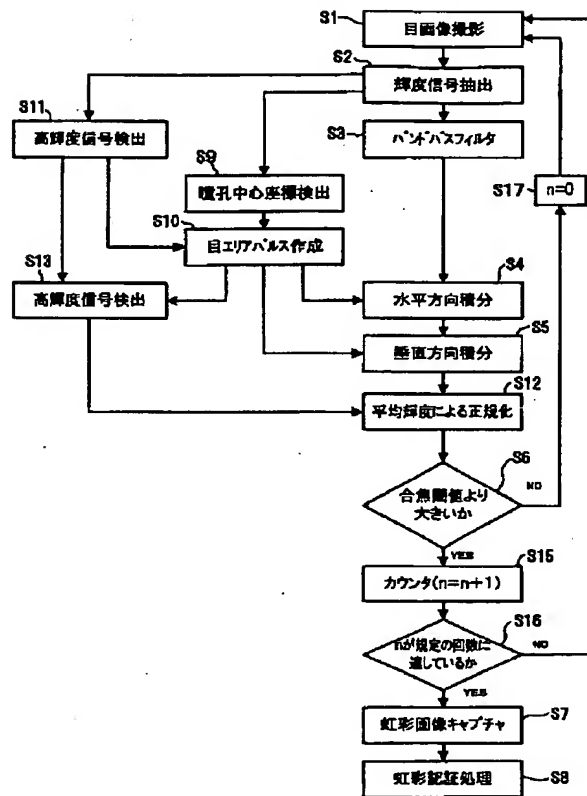 S1
目画像撮影
S2
輝度信号抽出
S11
高輝度信号検出
S3
バンドパスフィルタ
S9
瞳孔中心座標検出
S17
n=0
S10
目エリアパルス作成
S13
高輝度信号検出
S4
水平方向積分
S5
垂直方向積分
S12
平均輝度による正規化
S6
合焦閾値より
大きいか
NO
YES
S15
カウンタ(n=n+1)
S16
nが規定の回数に
達しているか
NO
YES
S7
虹彩画像キャプチャ
S8
虹彩認証処理